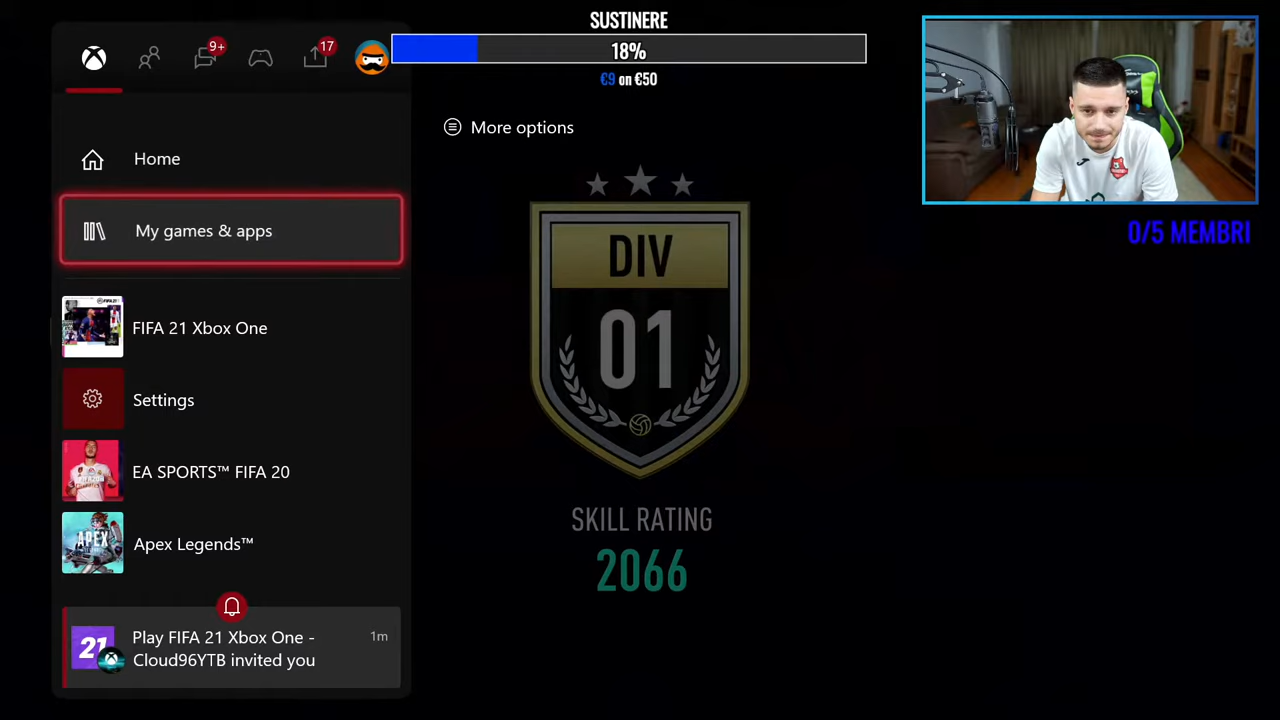 SUSTINERE
18%
€9 on €50
9+
17
More options
Home
My games & apps
FIFA 21 Xbox One
Settings
EA SPORTS™ FIFA 20
Apex Legends™
Play FIFA 21 Xbox One -
Cloud96YTB invited you
1m
21
DIV
01
SKILL RATING
2066
0/5 MEMBRI
APEX